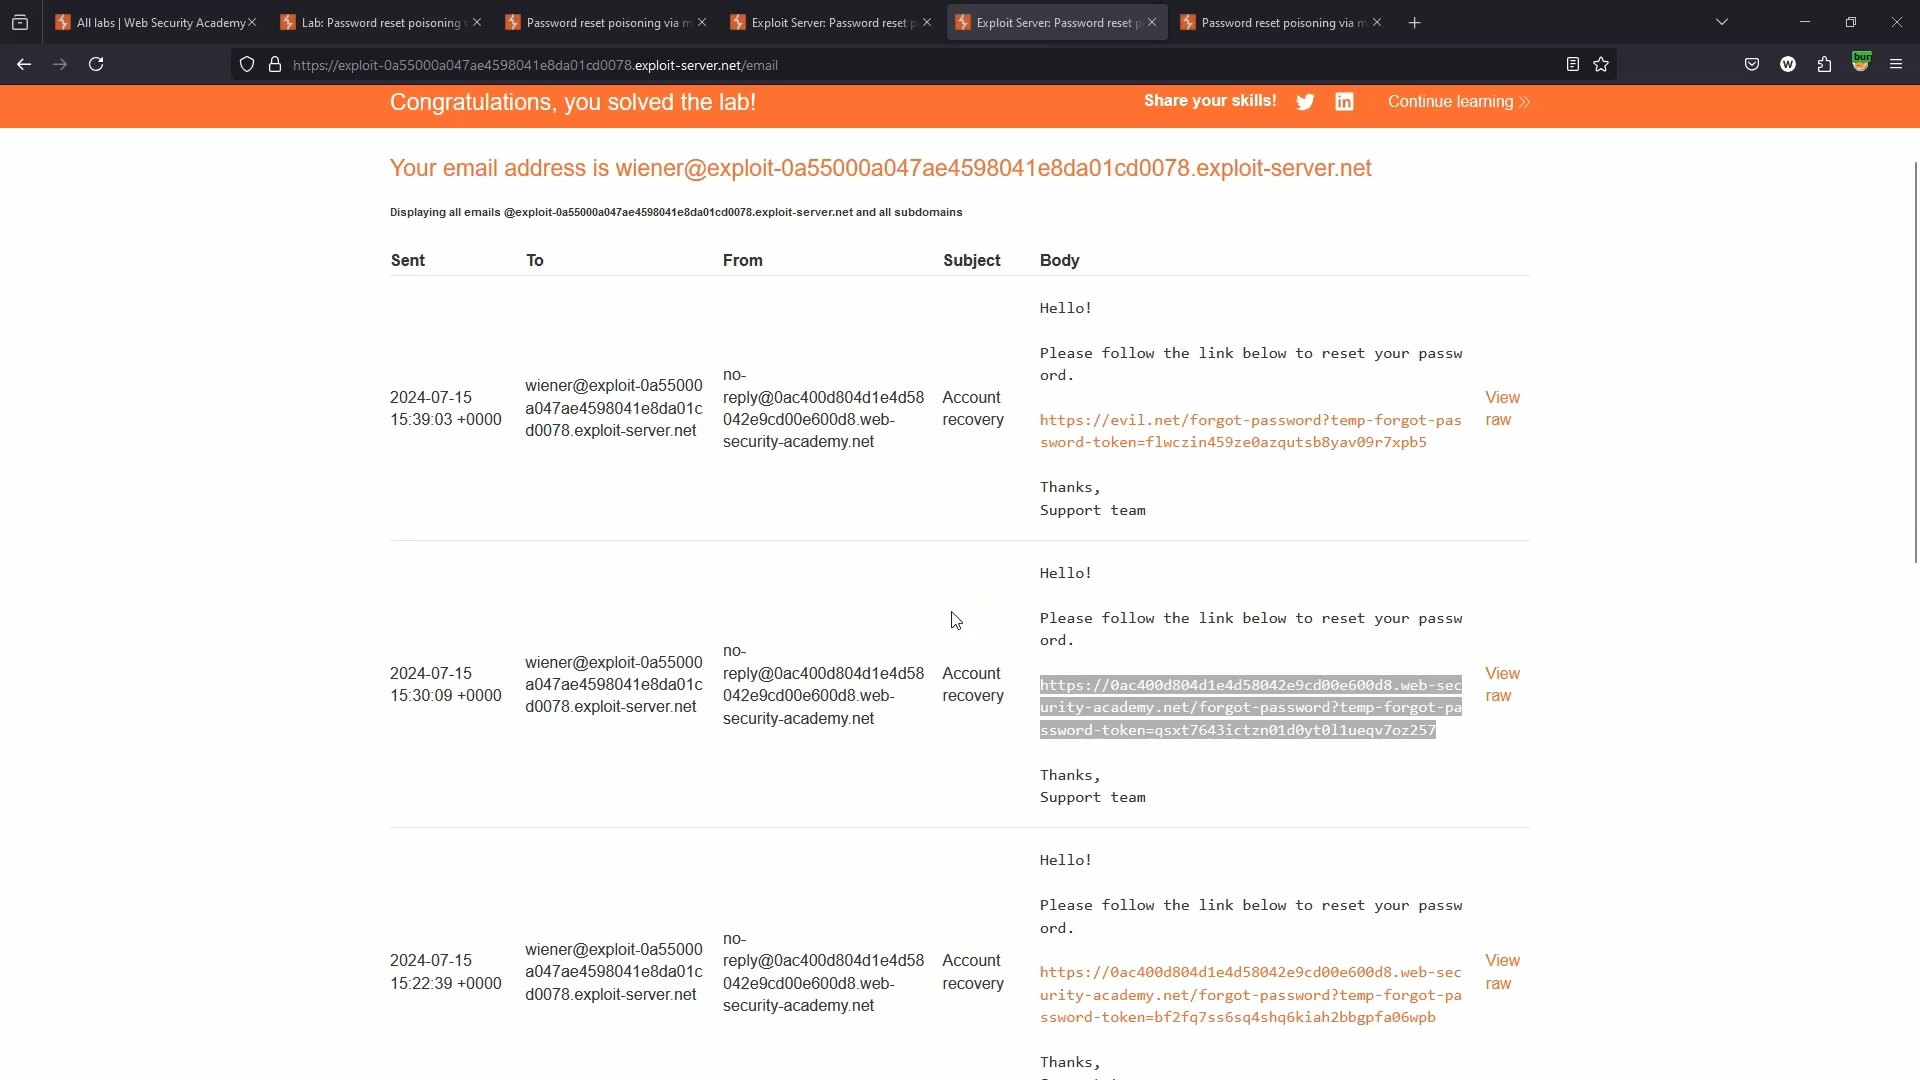 All labs | Web Security Academy
Lab: Password reset poisoning
Password reset poisoning via m
Exploit Server: Password reset p
Exploit Server: Password reset p
Password reset poisoning via m
https://exploit-0a55000a047ae4598041e8da01cd0078.exploit-server.net/email
W
bur
Congratulations, you solved the lab!
Share your skills!
Continue learning
Your email address is wiener@exploit-0a55000a047ae4598041e8da01cd0078.exploit-server.net
Displaying all emails @exploit-0a55000a047ae4598041e8da01cd0078.exploit-server.net and all subdomains
Sent To From Subject Body
2024-07-15
15:39:03 +0000
wiener@exploit-0a55000
a047ae4598041e8da01c
d0078.exploit-server.net
no-
reply@0ac400d804d1e4d58
042e9cd00e600d8.web-
security-academy.net
Account
recovery
Hello!
Please follow the link below to reset your passw
ord.
https://evil.net/forgot-password?temp-forgot-pas
sword-token=flwczin459ze0azqutsb8yav09r7xpb5
Thanks,
Support team
View
raw
2024-07-15
15:30:09 +0000
wiener@exploit-0a55000
a047ae4598041e8da01c
d0078.exploit-server.net
no-
reply@0ac400d804d1e4d58
042e9cd00e600d8.web-
security-academy.net
Account
recovery
Hello!
Please follow the link below to reset your passw
ord.
https://0ac400d804d1e4d58042e9cd00e600d8.web-sec
urity-academy.net/forgot-password?temp-forgot-pa
ssword-token=qsxt7643ictzn01d0yt0l1ueqv7oz257
Thanks,
Support team
View
raw
2024-07-15
15:22:39 +0000
wiener@exploit-0a55000
a047ae4598041e8da01c
d0078.exploit-server.net
no-
reply@0ac400d804d1e4d58
042e9cd00e600d8.web-
security-academy.net
Account
recovery
Hello!
Please follow the link below to reset your passw
ord.
https://0ac400d804d1e4d58042e9cd00e600d8.web-sec
urity-academy.net/forgot-password?temp-forgot-pa
ssword-token=bf2fq7ss6sq4shq6kiah2bbgpfa06wpb
Thanks,
View
raw